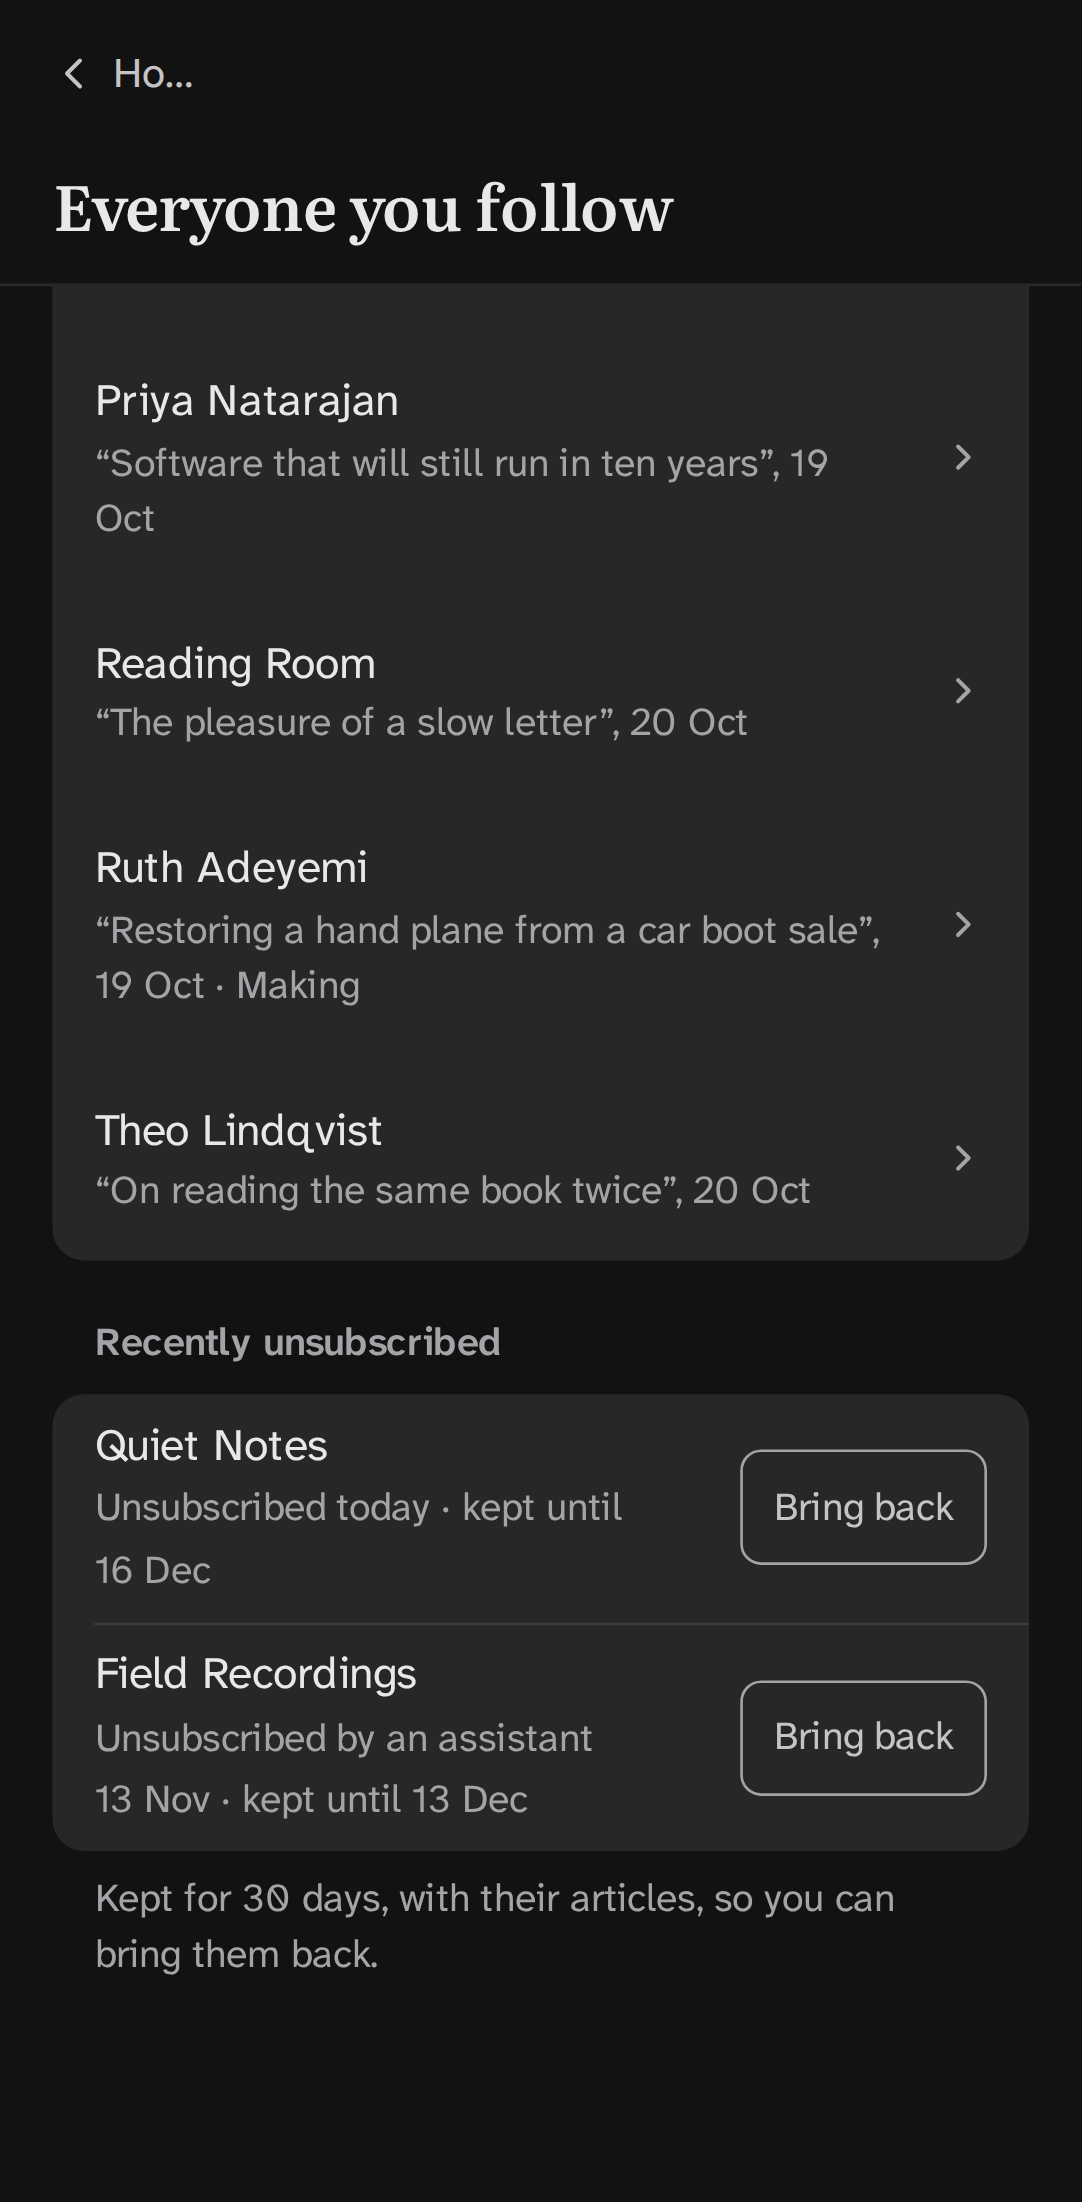 Ho...
Everyone you follow
Priya Natarajan
“Software that will still run in ten years”, 19
Oct
Reading Room
“The pleasure of a slow letter”, 20 Oct
Ruth Adeyemi
“Restoring a hand plane from a car boot sale”,
19 Oct · Making
Theo Lindqvist
“On reading the same book twice”, 20 Oct
Recently unsubscribed
Quiet Notes
Unsubscribed today · kept until
16 Dec
Bring back
Field Recordings
Unsubscribed by an assistant
13 Nov · kept until 13 Dec
Bring back
Kept for 30 days, with their articles, so you can
bring them back.